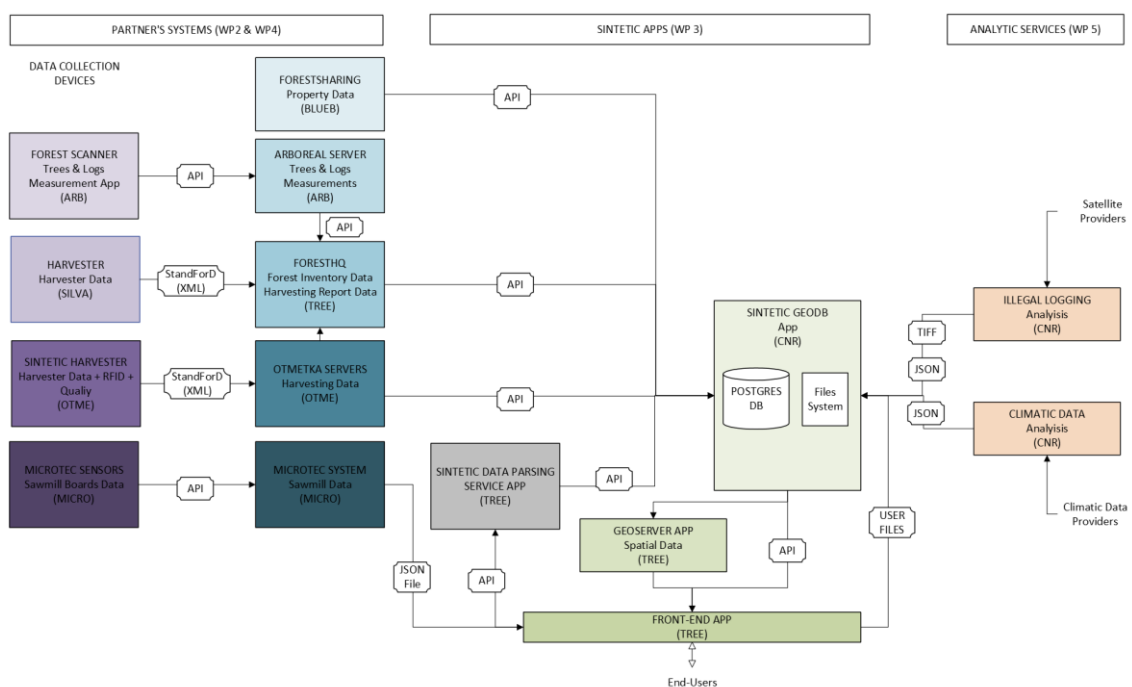 PARTNER'S SYSTEMS (WP2 & WP4)
SINTETIC APPS (WP 3)
ANALYTIC SERVICES (WP 5)
DATA COLLECTION
DEVICES
FORESTSHARING
Property Data
(BLUEB)
API
FOREST SCANNER
Trees & Logs
Measurement App
(ARB)
API
ARBOREAL SERVER
Trees & Logs
Measurements
(ARB)
API
HARVESTER
Harvester Data
(SILVA)
StandForD
(XML)
FORESTHQ
Forest Inventory Data
Harvesting Report Data
(TREE)
API
SINTETIC HARVESTER
Harvester Data + RFID +
Qualiy
(OTME)
StandForD
(XML)
OTMETKA SERVERS
Harvesting Data
(OTME)
API
MICROTEC SENSORS
Sawmill Boards Data
(MICRO)
API
MICROTEC SYSTEM
Sawmill Data
(MICRO)
JSON
File
SINTETIC DATA PARSING
SERVICE APP
(TREE)
API
API
SINTETIC GEODB
App
(CNR)
POSTGRES
DB
Files
System
GEOSERVER APP
Spatial Data
(TREE)
API
USER
FILES
FRONT-END APP
(TREE)
End-Users
Satellite
Providers
ILLEGAL LOGGING
Analyisis
(CNR)
TIFF
JSON
JSON
CLIMATIC DATA
Analyisis
(CNR)
Climatic Data
Providers